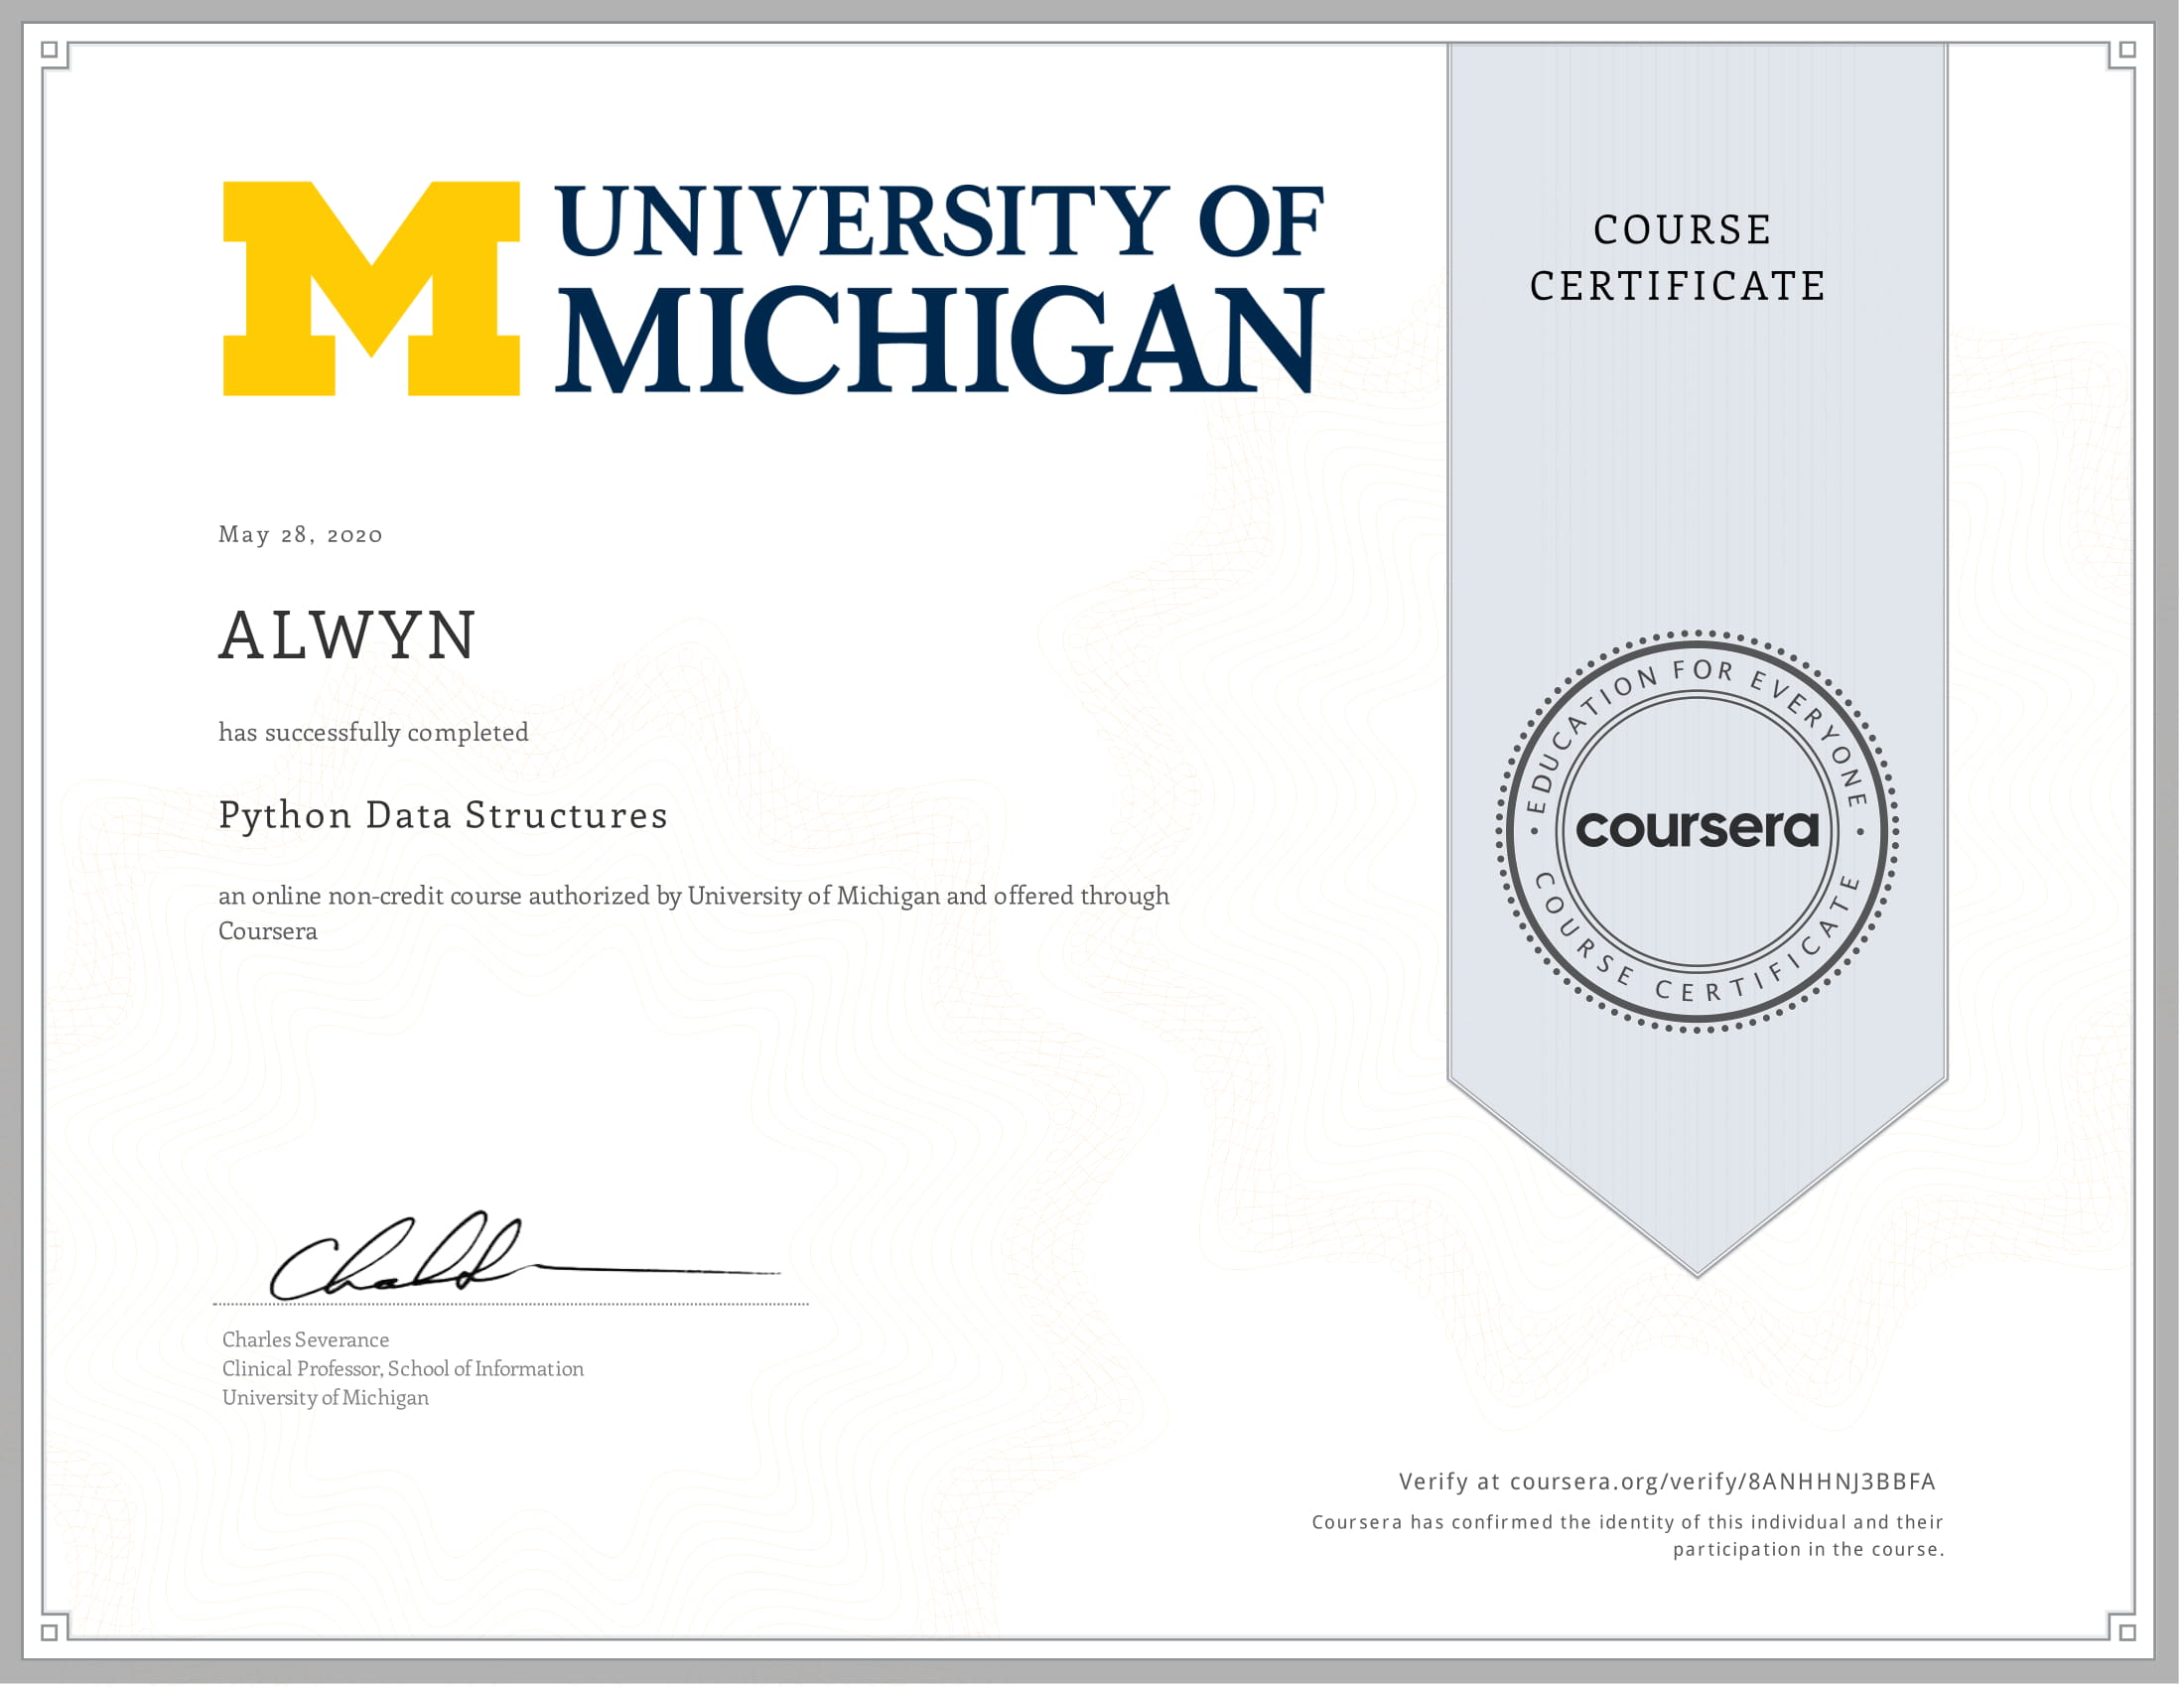 M UNIVERSITY OF
MICHIGAN
COURSE
CERTIFICATE
May 28, 2020
ALWYN
has successfully completed
Python Data Structures
an online non-credit course authorized by University of Michigan and offered through
Coursera
EDUCATION FOR EVERYONE
coursera
COURSE CERTIFICATE
Charles Severance
Clinical Professor, School of Information
University of Michigan
Verify at coursera.org/verify/8ANHHNJ3BBFA
Coursera has confirmed the identity of this individual and their
participation in the course.